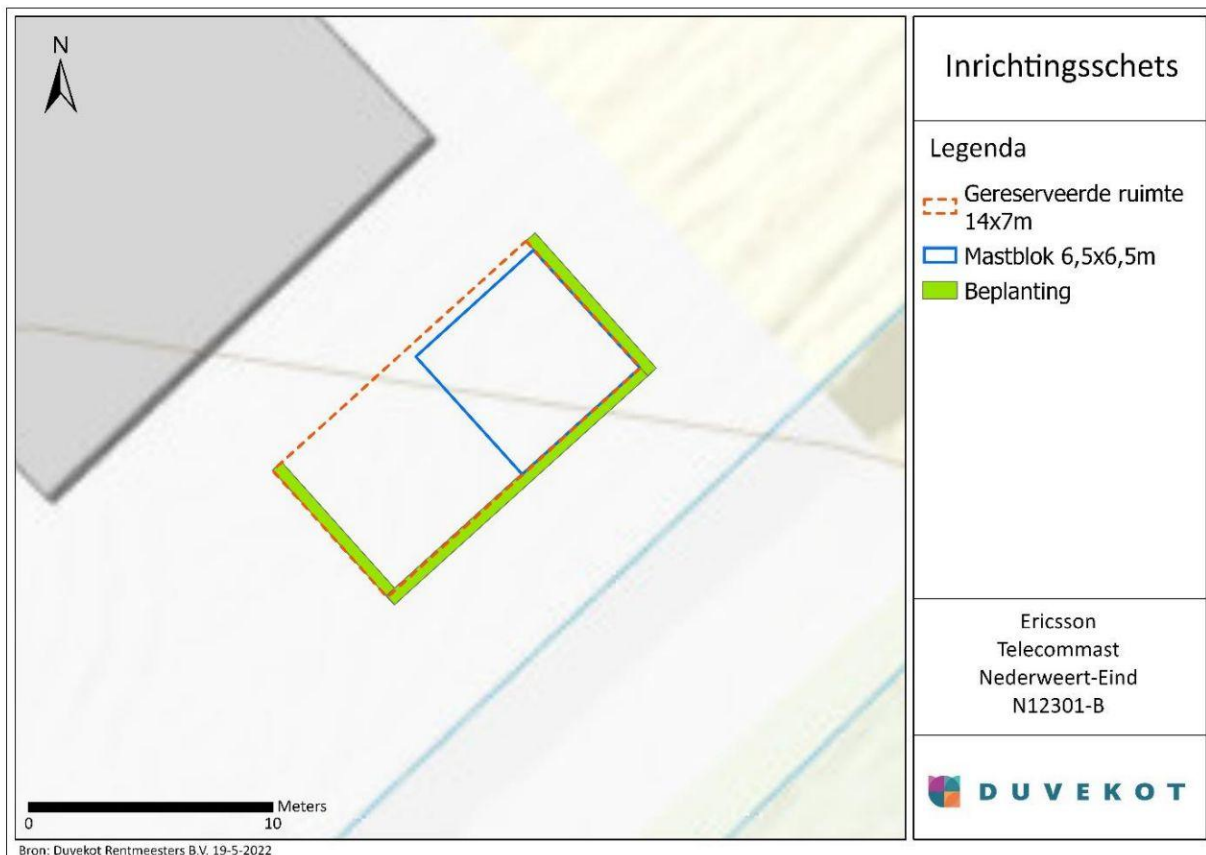 N
Inrichtingsschets
Legenda
Gereserveerde ruimte
14x7m
Mastblok 6,5x6,5m
Beplanting
Ericsson
Telecommast
Nederweert-Eind
N12301-B
DUVEKOT
Meters
0 10
Bron: Duvekot Rentmeesters B.V. 19-5-2022